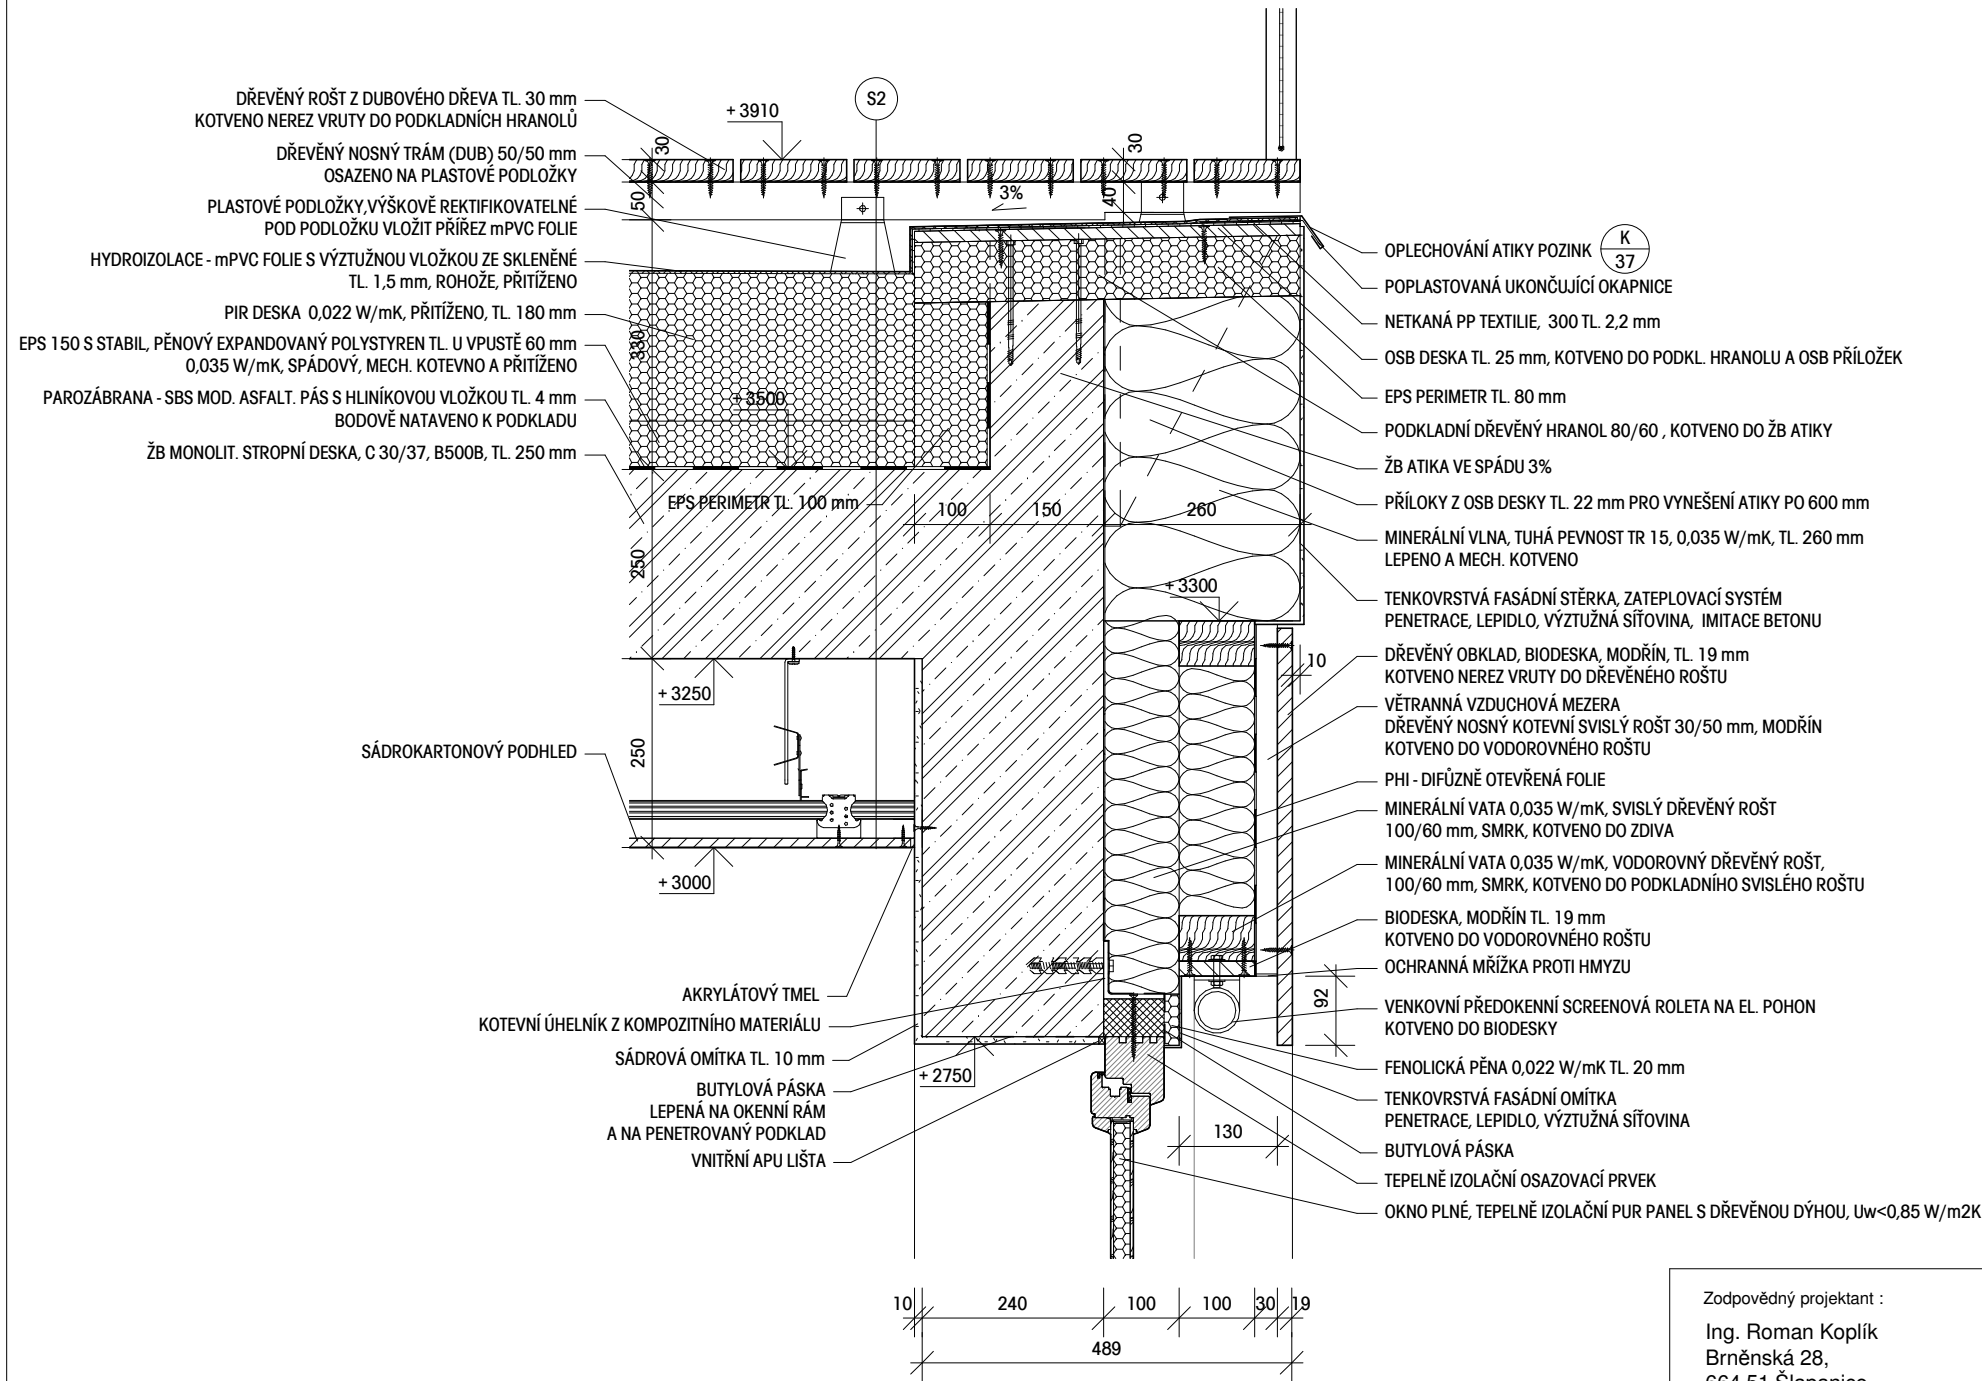 DŘEVĚNÝ ROŠT Z DUBOVÉHO DŘEVA TL. 30 mm
KOTVENO NEREZ VRUTY DO PODKLADNÍCH HRANOLŮ
DŘEVĚNÝ NOSNÝ TRÁM (DUB) 50/50 mm
OSAZENO NA PLASTOVÉ PODLOŽKY
PLASTOVÉ PODLOŽKY,VÝŠKOVĚ REKTIFIKOVATELNÉ
POD PODLOŽKU VLOŽIT PŘÍŘEZ mPVC FOLIE
HYDROIZOLACE - mPVC FOLIE S VÝZTUŽNOU VLOŽKOU ZE SKLENĚNÉ
TL. 1,5 mm, ROHOŽE, PŘITÍŽENO
PIR DESKA 0,022 W/mK, PŘITÍŽENO, TL. 180 mm
EPS 150 S STABIL, PĚNOVÝ EXPANDOVANÝ POLYSTYREN TL. U VPUSTĚ 60 mm
0,035 W/mK, SPÁDOVÝ, MECH. KOTEVNO A PŘITÍŽENO
PAROZÁBRANA - SBS MOD. ASFALT. PÁS S HLINÍKOVOU VLOŽKOU TL. 4 mm
BODOVĚ NATAVENO K PODKLADU
ŽB MONOLIT. STROPNÍ DESKA, C 30/37, B500B, TL. 250 mm
SÁDROKARTONOVÝ PODHLED
AKRYLÁTOVÝ TMEL
KOTEVNÍ ÚHELNÍK Z KOMPOZITNÍHO MATERIÁLU
SÁDROVÁ OMÍTKA TL. 10 mm
BUTYLOVÁ PÁSKA
LEPENÁ NA OKENNÍ RÁM
A NA PENETROVANÝ PODKLAD
VNITŘNÍ APU LIŠTA
S2
+ 3910
30
50
330
250
250
30
40
3%
+ 3500
EPS PERIMETR TL. 100 mm
100
150
260
+ 3300
+ 3250
+ 3000
+ 2750
10
92
130
10
240
100
100
30
19
489
OPLECHOVÁNÍ ATIKY POZINK
K
37
POPLASTOVANÁ UKONČUJÍCÍ OKAPNICE
NETKANÁ PP TEXTILIE, 300 TL. 2,2 mm
OSB DESKA TL. 25 mm, KOTVENO DO PODKL. HRANOLU A OSB PŘÍLOŽEK
EPS PERIMETR TL. 80 mm
PODKLADNÍ DŘEVĚNÝ HRANOL 80/60 , KOTVENO DO ŽB ATIKY
ŽB ATIKA VE SPÁDU 3%
PŘÍLOKY Z OSB DESKY TL. 22 mm PRO VYNEŠENÍ ATIKY PO 600 mm
MINERÁLNÍ VLNA, TUHÁ PEVNOST TR 15, 0,035 W/mK, TL. 260 mm
LEPENO A MECH. KOTVENO
TENKOVRSTVÁ FASÁDNÍ STĚRKA, ZATEPLOVACÍ SYSTÉM
PENETRACE, LEPIDLO, VÝZTUŽNÁ SÍŤOVINA, IMITACE BETONU
DŘEVĚNÝ OBKLAD, BIODESKA, MODŘÍN, TL. 19 mm
KOTVENO NEREZ VRUTY DO DŘEVĚNÉHO ROŠTU
VĚTRANNÁ VZDUCHOVÁ MEZERA
DŘEVĚNÝ NOSNÝ KOTEVNÍ SVISLÝ ROŠT 30/50 mm, MODŘÍN
KOTVENO DO VODOROVNÉHO ROŠTU
PHI - DIFŮZNĚ OTEVŘENÁ FOLIE
MINERÁLNÍ VATA 0,035 W/mK, SVISLÝ DŘEVĚNÝ ROŠT
100/60 mm, SMRK, KOTVENO DO ZDIVA
MINERÁLNÍ VATA 0,035 W/mK, VODOROVNÝ DŘEVĚNÝ ROŠT,
100/60 mm, SMRK, KOTVENO DO PODKLADNÍHO SVISLÉHO ROŠTU
BIODESKA, MODŘÍN TL. 19 mm
KOTVENO DO VODOROVNÉHO ROŠTU
OCHRANNÁ MŘÍŽKA PROTI HMYZU
VENKOVNÍ PŘEDOKENNÍ SCREENOVÁ ROLETA NA EL. POHON
KOTVENO DO BIODESKY
FENOLICKÁ PĚNA 0,022 W/mK TL. 20 mm
TENKOVRSTVÁ FASÁDNÍ OMÍTKA
PENETRACE, LEPIDLO, VÝZTUŽNÁ SÍŤOVINA
BUTYLOVÁ PÁSKA
TEPELNĚ IZOLAČNÍ OSAZOVACÍ PRVEK
OKNO PLNÉ, TEPELNĚ IZOLAČNÍ PUR PANEL S DŘEVĚNOU DÝHOU, Uw<0,85 W/m2K
Zodpovědný projektant :
Ing. Roman Koplík
Brněnská 28,
664 51 Šlapanice